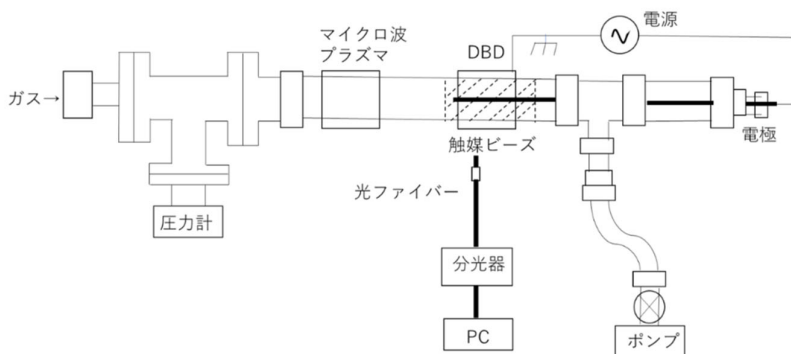 電源
マイクロ波
プラズマ
DBD
ガス→
電極
触媒ビーズ
光ファイバー
圧力計
分光器
PC
ポンプ